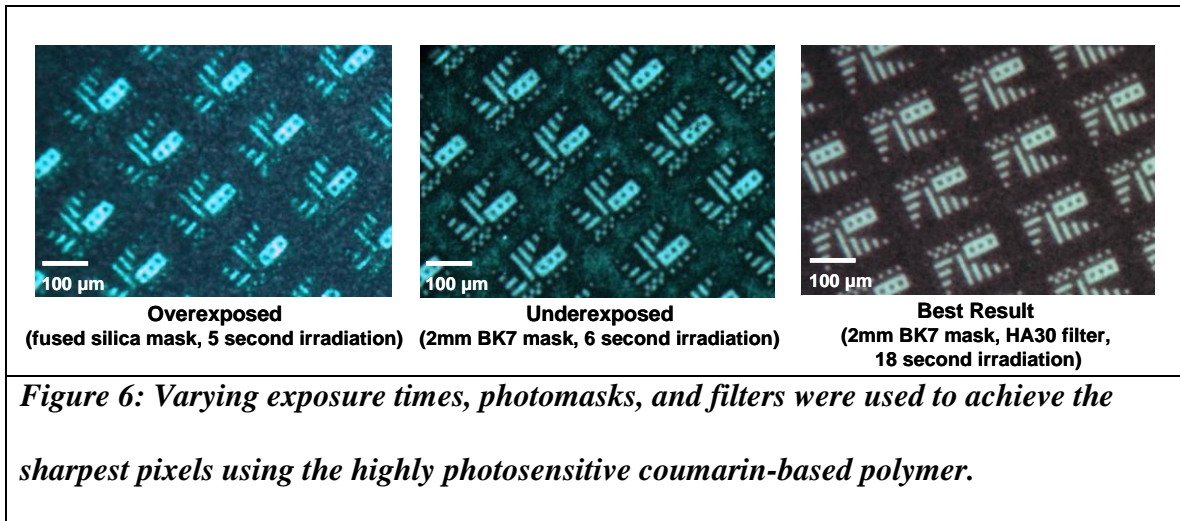 100 µm
100 µm
100 µm
Overexposed
(fused silica mask, 5 second irradiation)
Underexposed
(2mm BK7 mask, 6 second irradiation)
Best Result
(2mm BK7 mask, HA30 filter,
18 second irradiation)
Figure 6: Varying exposure times, photomasks, and filters were used to achieve the
sharpest pixels using the highly photosensitive coumarin-based polymer.